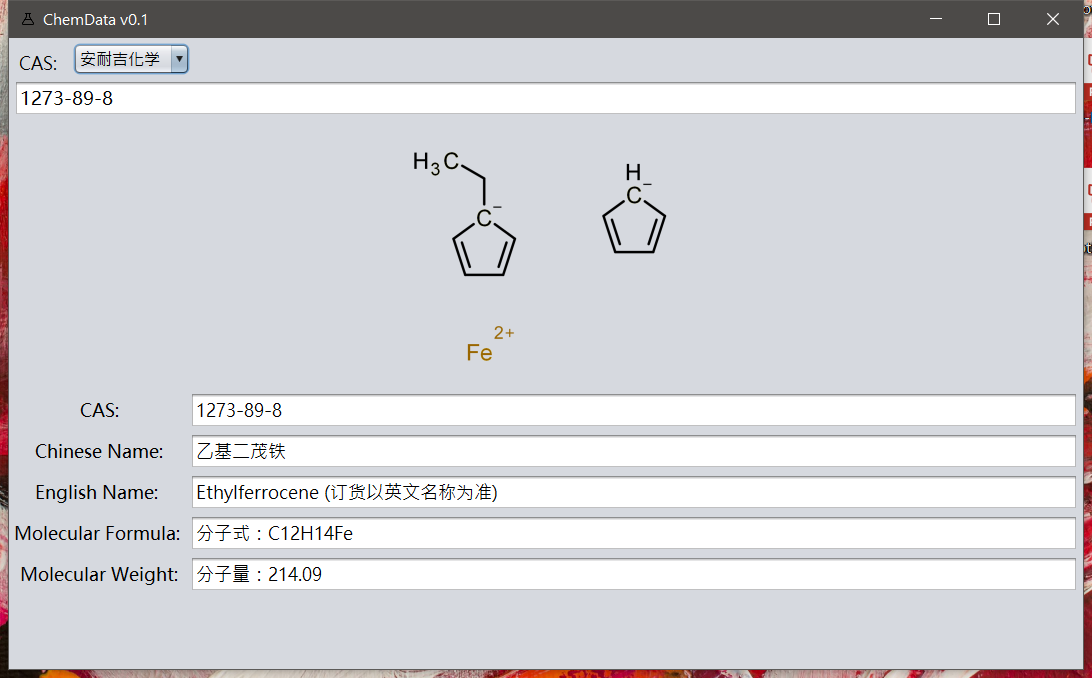 ChemData v0.1
CAS: 安耐吉化学
1273-89-8
H3C
H
C−
C−
2+
Fe
CAS: 1273-89-8
Chinese Name: 乙基二茂铁
English Name: Ethylferrocene (订货以英文名称为准)
Molecular Formula: 分子式：C12H14Fe
Molecular Weight: 分子量：214.09